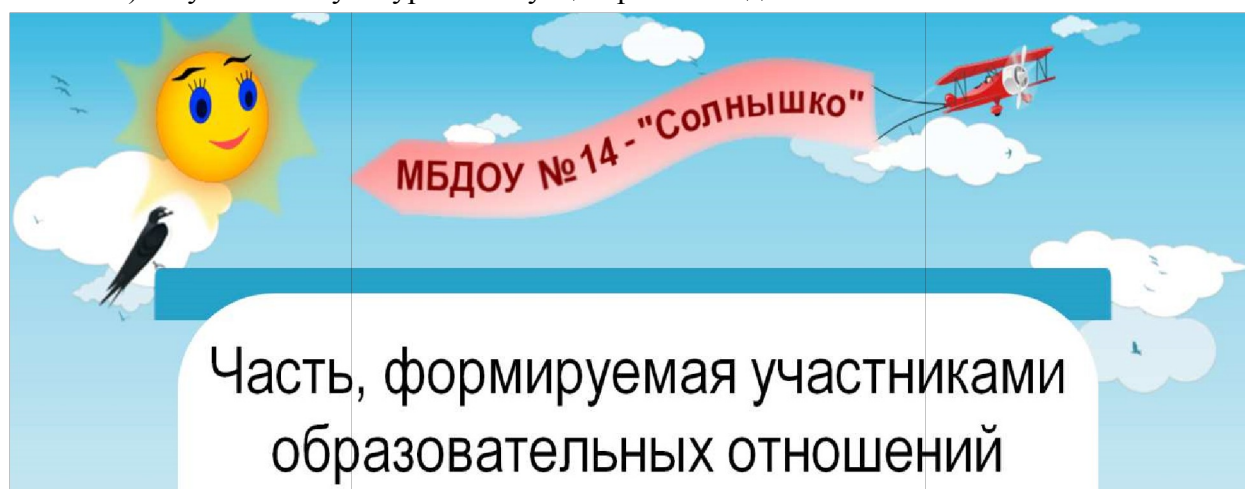 МБДОУ №14 - "Солнышко"
Часть, формируемая участниками
образовательных отношений